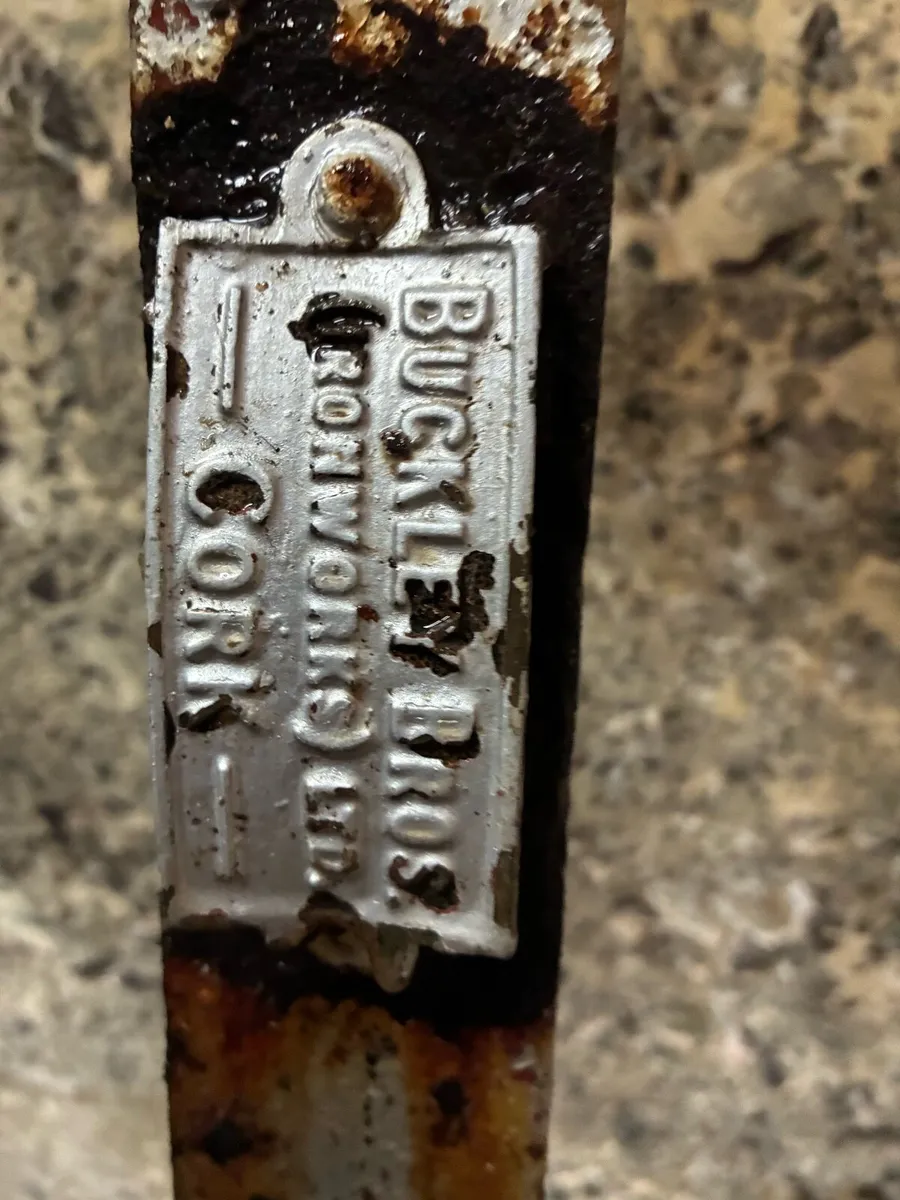 BUCKLEY BROS.
(IRONWORKS) LTD.
— CORK —